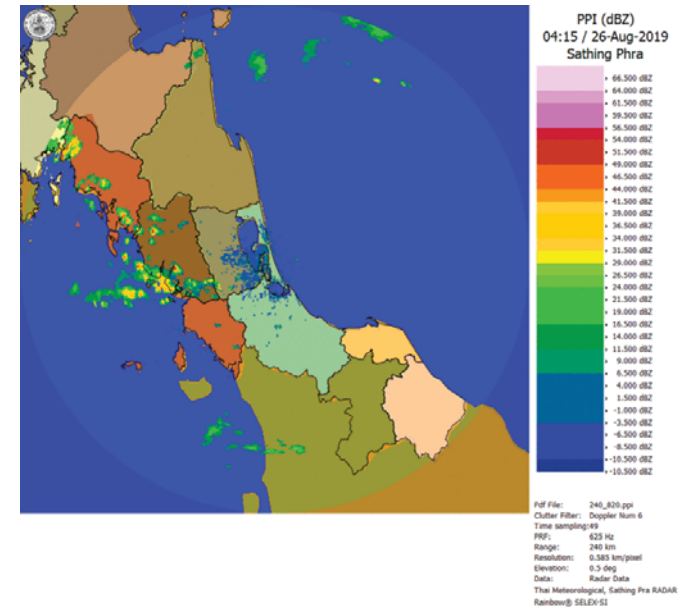 PPI (dBZ)
04:15 / 26-Aug-2019
Sathing Phra
66.500 dBZ
64.000 dBZ
61.500 dBZ
59.500 dBZ
56.500 dBZ
54.000 dBZ
51.500 dBZ
49.000 dBZ
46.500 dBZ
44.000 dBZ
41.500 dBZ
39.000 dBZ
36.500 dBZ
34.000 dBZ
31.500 dBZ
29.000 dBZ
26.500 dBZ
24.000 dBZ
21.500 dBZ
19.000 dBZ
16.500 dBZ
14.000 dBZ
11.500 dBZ
9.000 dBZ
6.500 dBZ
4.000 dBZ
1.500 dBZ
-1.000 dBZ
-3.500 dBZ
-6.500 dBZ
-8.500 dBZ
-10.500 dBZ
-10.500 dBZ
Pdf File: 240_820.ppi
Clutter Filter: Doppler Num 6
Time sampling:49
PRF: 625 Hz
Range: 240 km
Resolution: 0.585 km/pixel
Elevation: 0.5 deg
Data: Radar Data
Thai Meteorological, Sathing Pra RADAR
Rainbow® SELEX-SI